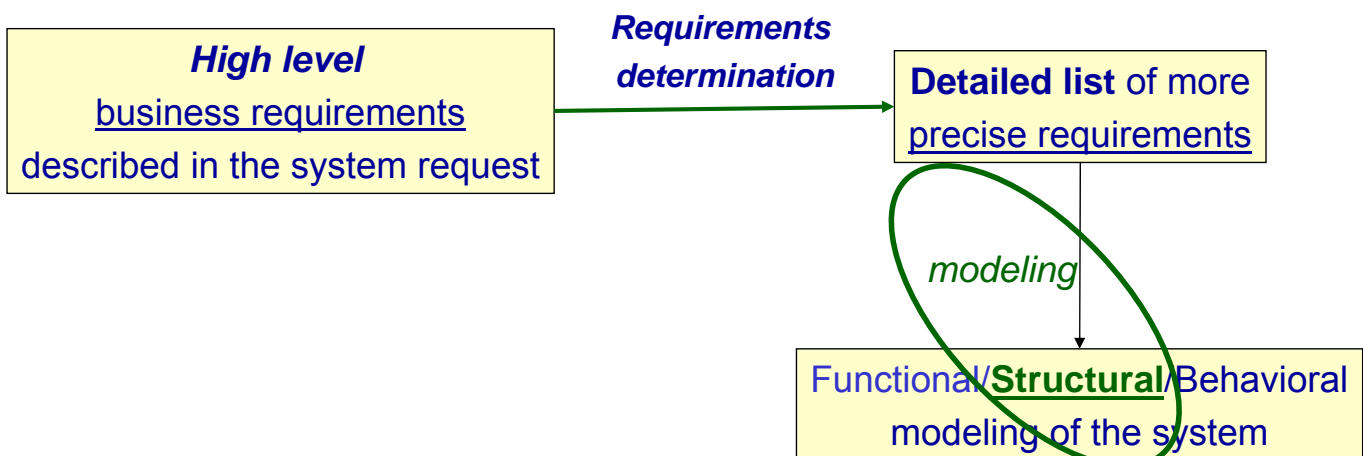 High level
business requirements
described in the system request
Requirements
determination
Detailed list of more
precise requirements
modeling
Functional/Structural/Behavioral
modeling of the system